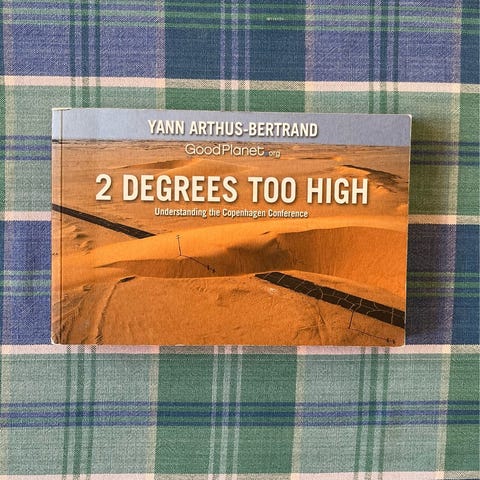 YANN ARTHUS-BERTRAND
GoodPlanet.org
2 DEGREES TOO HIGH
Understanding the Copenhagen Conference